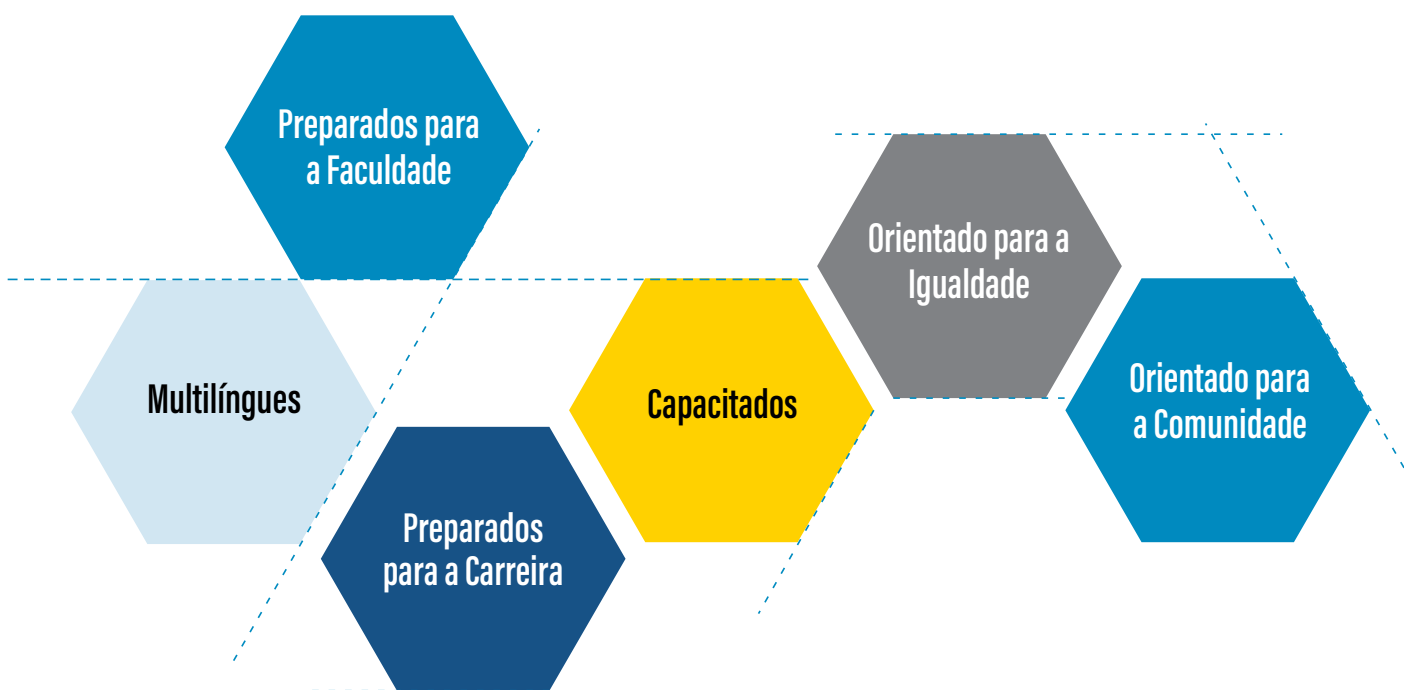 Preparados para
a Faculdade
Multilíngues
Preparados
para a Carreira
Capacitados
Orientado para a
Igualdade
Orientado para
a Comunidade